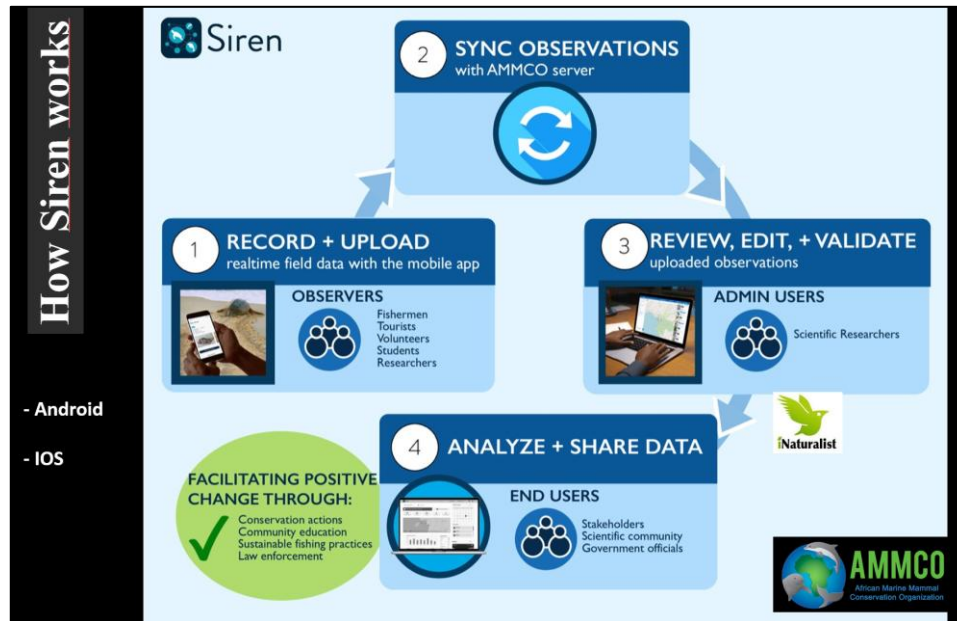 How Siren works
- Android
- IOS
Siren
2
SYNC OBSERVATIONS
with AMMCO server
1
RECORD + UPLOAD
realtime field data with the mobile app
OBSERVERS
Fishermen
Tourists
Volunteers
Students
Researchers
3
REVIEW, EDIT, + VALIDATE
uploaded observations
ADMIN USERS
Scientific Researchers
iNaturalist
4
ANALYZE + SHARE DATA
END USERS
Stakeholders
Scientific community
Government officials
FACILITATING POSITIVE
CHANGE THROUGH:
Conservation actions
Community education
Sustainable fishing practices
Law enforcement
AMMCO
African Marine Mammal
Conservation Organization